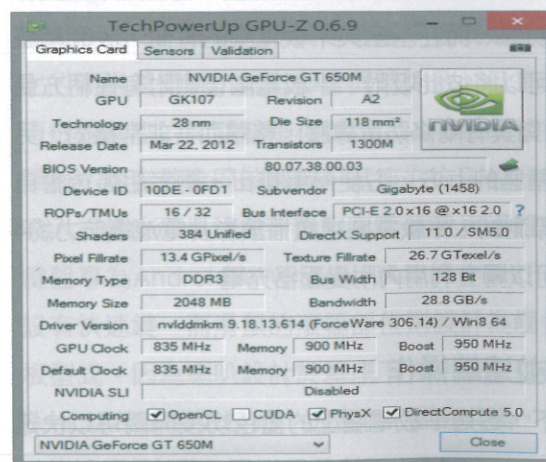 TechPowerUp GPU-Z 0.6.9
Graphics Card Sensors Validation
Name NVIDIA GeForce GT 650M
GPU GK107 Revision A2
Technology 28 nm Die Size 118 mm²
NVIDIA
Release Date Mar 22, 2012 Transistors 1300M
BIOS Version 80.07.38.00.03
Device ID 10DE - 0FD1 Subvendor Gigabyte (1458)
ROPs/TMUs 16 / 32 Bus Interface PCI-E 2.0 x16 @ x16 2.0 ?
Shaders 384 Unified DirectX Support 11.0 / SM5.0
Pixel Fillrate 13.4 GPixel/s Texture Fillrate 26.7 GTexel/s
Memory Type DDR3 Bus Width 128 Bit
Memory Size 2048 MB Bandwidth 28.8 GB/s
Driver Version nvlddmkm 9.18.13.614 (ForceWare 306.14) / Win8 64
GPU Clock 835 MHz Memory 900 MHz Boost 950 MHz
Default Clock 835 MHz Memory 900 MHz Boost 950 MHz
NVIDIA SLI Disabled
Computing OpenCL CUDA PhysX DirectCompute 5.0
NVIDIA GeForce GT 650M Close